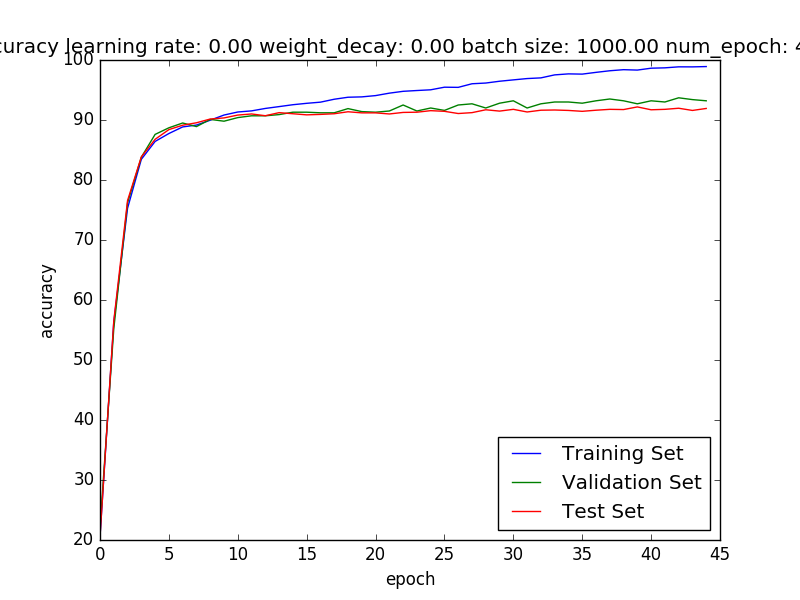 curacy learning rate: 0.00 weight_decay: 0.00 batch size: 1000.00 num_epoch: 4
100
90
80
70
60
50
40
30
20
accuracy
Training Set
Validation Set
Test Set
0 5 10 15 20 25 30 35 40 45
epoch